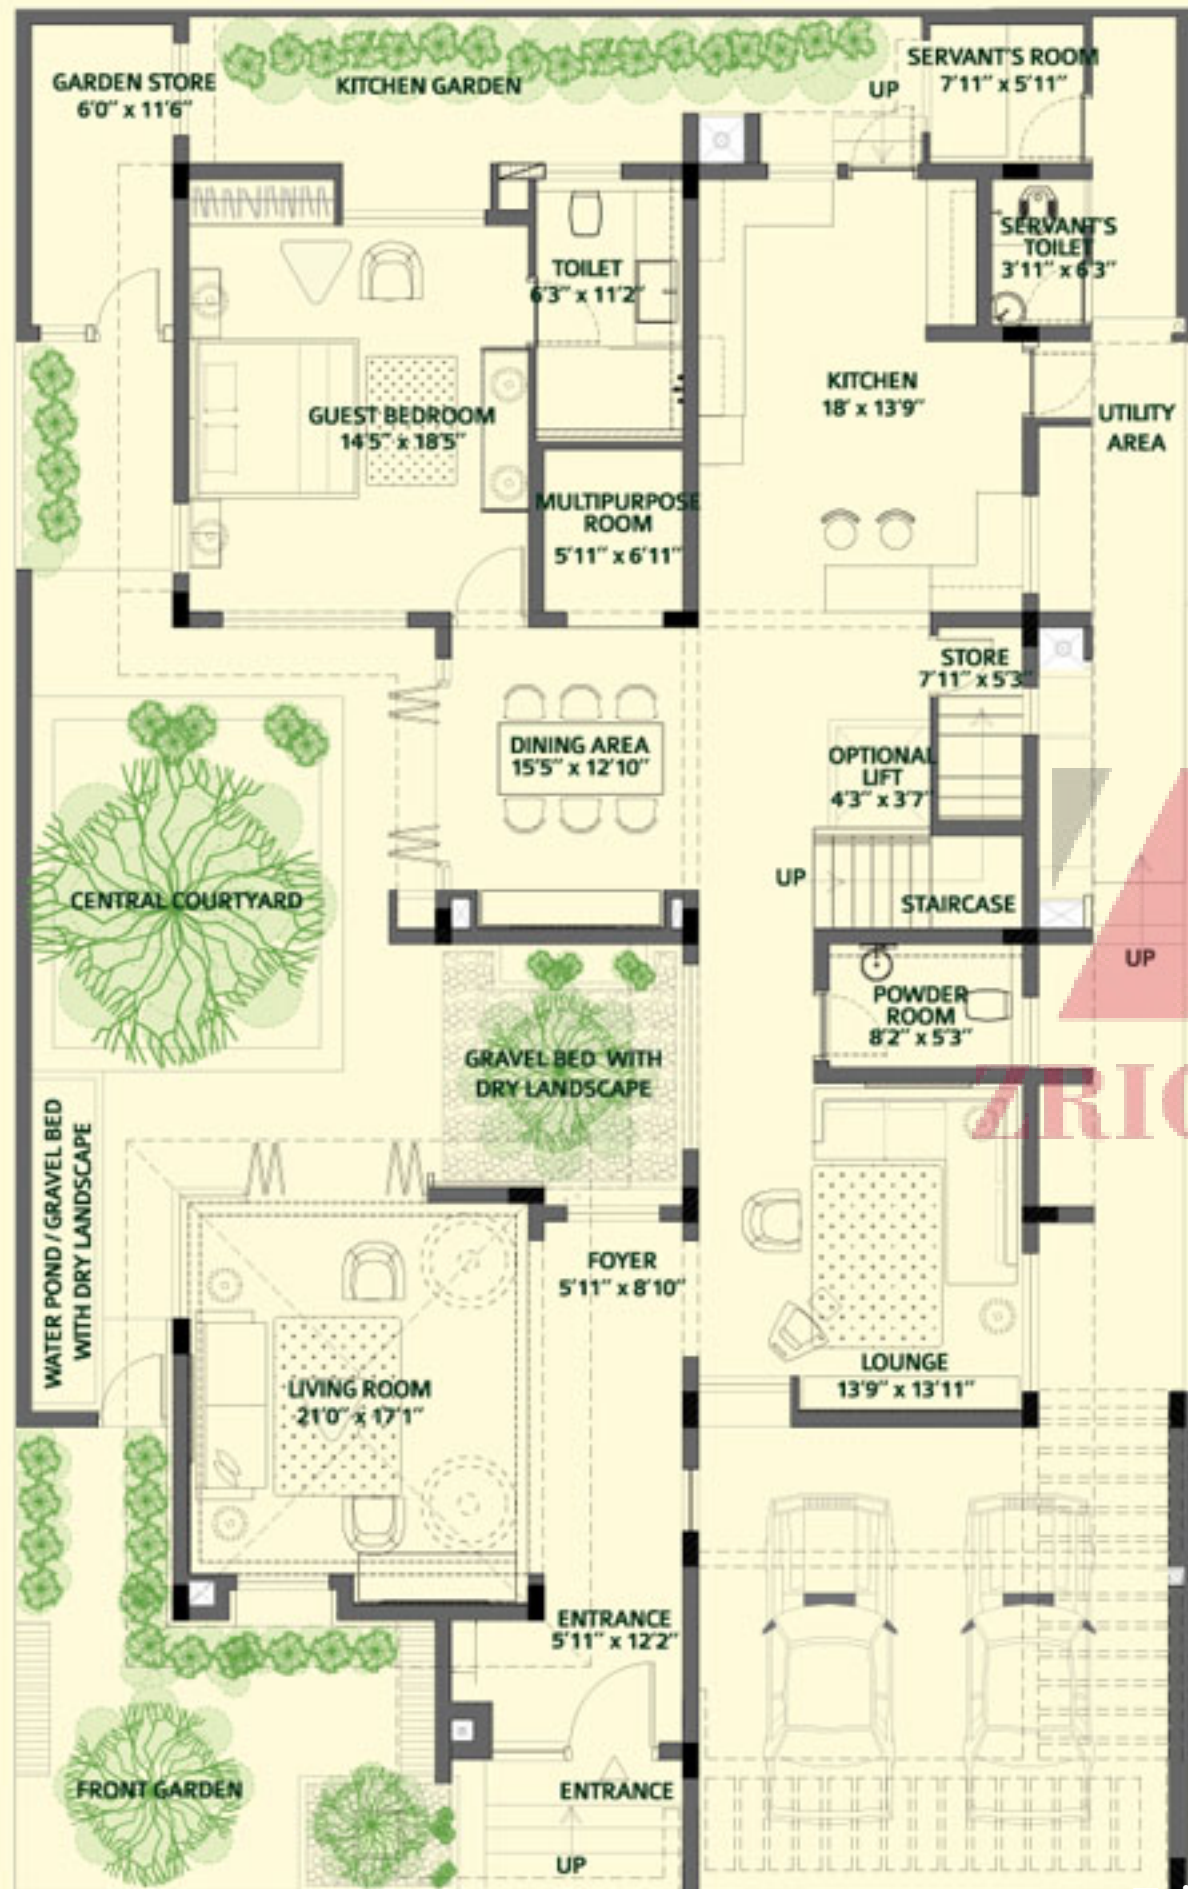 GARDEN STORE
6'0" x 11'6"
KITCHEN GARDEN
UP
SERVANT'S ROOM
7'11" x 5'11"
SERVANT'S
TOILET
3'11" x 6'3"
TOILET
6'3" x 11'2"
GUEST BEDROOM
14'5" x 18'5"
KITCHEN
18' x 13'9"
UTILITY
AREA
MULTIPURPOSE
ROOM
5'11" x 6'11"
STORE
7'11" x 5'3"
DINING AREA
15'5" x 12'10"
OPTIONAL
LIFT
4'3" x 3'7"
UP
STAIRCASE
CENTRAL COURTYARD
UP
POWDER
ROOM
8'2" x 5'3"
GRAVEL BED WITH
DRY LANDSCAPE
ZRIC
WATER POND / GRAVEL BED
WITH DRY LANDSCAPE
FOYER
5'11" x 8'10"
LOUNGE
13'9" x 13'11"
LIVING ROOM
21'0" x 17'1"
ENTRANCE
5'11" x 12'2"
FRONT GARDEN
ENTRANCE
UP